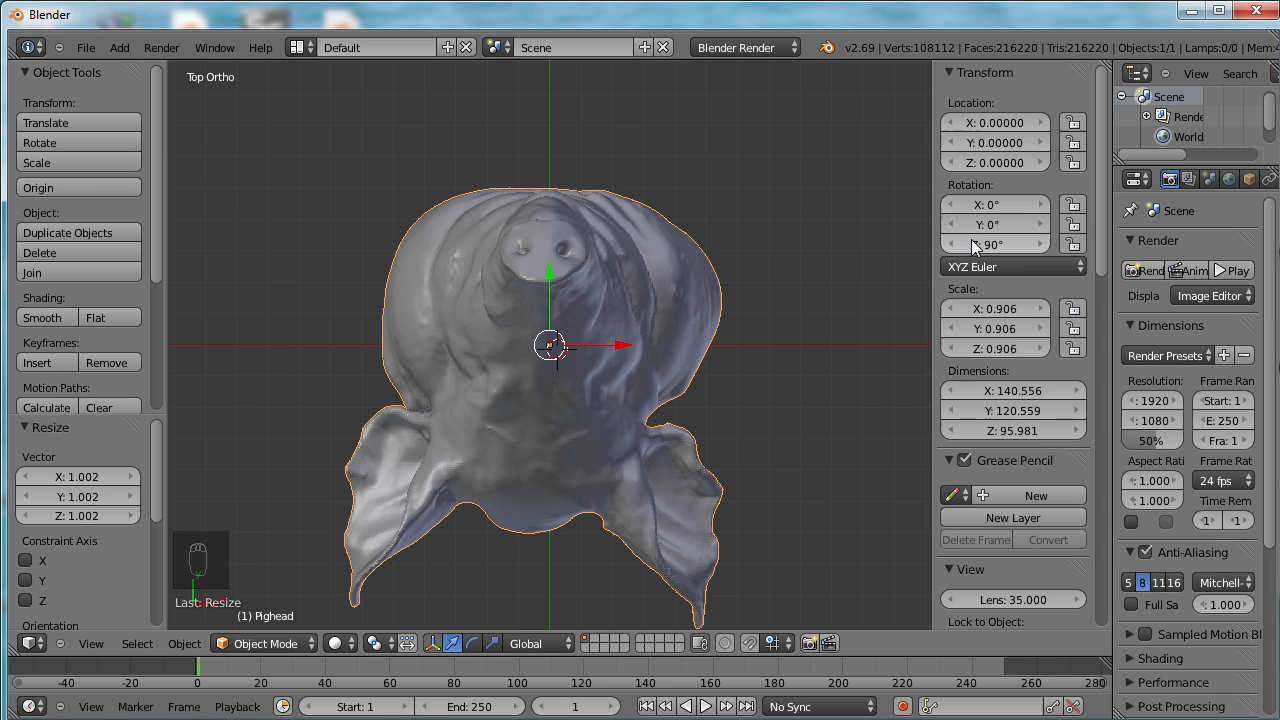 Blender
File Add Render Window Help Default Scene Blender Render v2.69 | Verts:108112 | Faces:216220 | Tris:216220 | Objects:1/1 | Lamps:0/0 | Mem:
Object Tools
Transform:
Translate
Rotate
Scale
Origin
Object:
Duplicate Objects
Delete
Join
Shading:
Smooth Flat
Keyframes:
Insert Remove
Motion Paths:
Calculate Clear
Resize
Vector
X: 1.002
Y: 1.002
Z: 1.002
Constraint Axis
X
Y
Z
Orientation
Top Ortho
Last: Resize
(1) Pighead
Transform
Location:
X: 0.00000
Y: 0.00000
Z: 0.00000
Rotation:
X: 0°
Y: 0°
90°
XYZ Euler
Scale:
X: 0.906
Y: 0.906
Z: 0.906
Dimensions:
X: 140.556
Y: 120.559
Z: 95.981
Grease Pencil
New
New Layer
Delete Frame Convert
View
Lens: 35.000
Lock to Object:
View Search
Scene
Rende
World
Scene
Render
Rend Anim Play
Displa Image Editor
Dimensions
Render Presets
Resolution: Frame Ran
: 1920 Start: 1
: 1080 E: 250
50% Fra: 1
Aspect Rati Frame Rat
: 1.000 24 fps
: 1.000 Time Rem
1 1
Anti-Aliasing
5 8 11 16 Mitchell-
Full Sa : 1.000
Sampled Motion Bl
Shading
Performance
Post Processing
View Select Object Object Mode Global
-40 -20 0 20 40 60 80 100 120 140 160 180 200 220 240 260 280
View Marker Frame Playback Start: 1 End: 250 1 No Sync